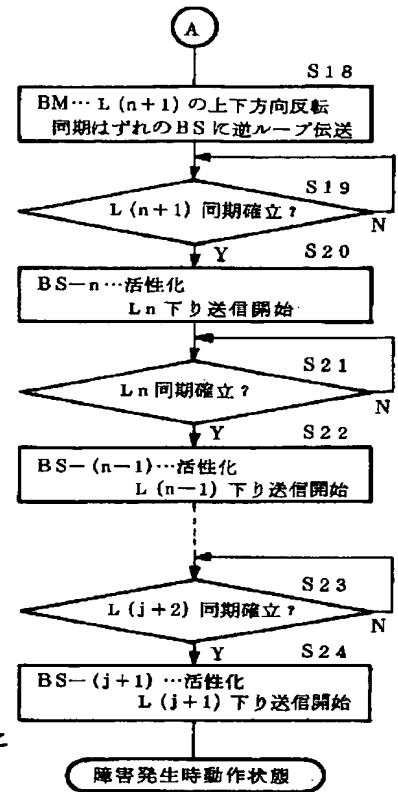 A
S18
BM… L (n+1) の上下方向反転
同期はずれのBSに逆ループ伝送
S19
L (n+1) 同期確立?
N
Y
S20
BS－n…活性化
Ln下り送信開始
S21
Ln同期確立?
N
Y
S22
BS－(n－1)…活性化
L (n－1) 下り送信開始
S23
L (j+2) 同期確立?
N
Y
S24
BS－(j+1) …活性化
L (j+1) 下り送信開始
と
障害発生時動作状態